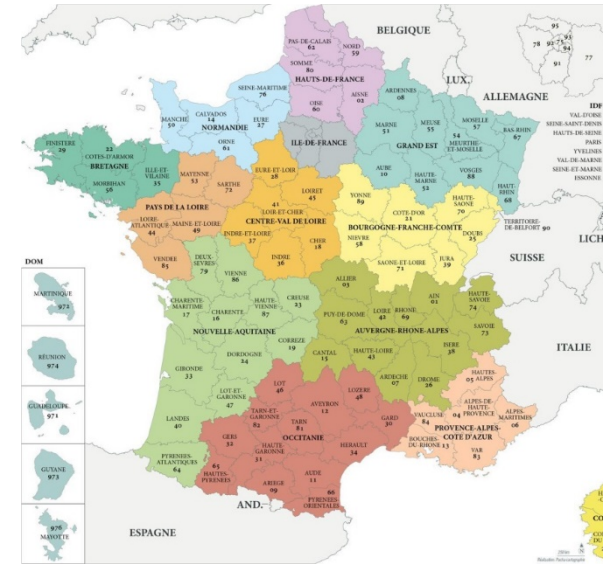 BELGIQUE
LUX.
ALLEMAGNE
SUISSE
ITALIE
ESPAGNE
AND.
LICH
95
78
92
75
93
94
91
77
IDF
VAL-D'OISE
SEINE-SAINT-DENIS
HAUTS-DE-SEINE
PARIS
YVELINES
VAL-DE-MARNE
SEINE-ET-MARNE
ESSONNE
PAS-DE-CALAIS
62
NORD
59
SOMME
80
HAUTS-DE-FRANCE
OISE
60
AISNE
02
SEINE-MARITIME
76
MANCHE
50
CALVADOS
14
EURE
27
NORMANDIE
ORNE
61
ILE-DE-FRANCE
ARDENNES
08
MARNE
51
MEUSE
55
MOSELLE
57
54
MEURTHE-
ET-MOSELLE
BAS-RHIN
67
GRAND EST
AUBE
10
HAUTE-
MARNE
52
VOSGES
88
HAUT-
RHIN
68
FINISTERE
29
22
COTES-D'ARMOR
BRETAGNE
ILLE-ET-
VILAINE
35
MORBIHAN
56
MAYENNE
53
SARTHE
72
PAYS DE LA LOIRE
LOIRE-
ATLANTIQUE
44
MAINE-ET-LOIRE
49
VENDEE
85
EURE-ET-LOIR
28
LOIRET
45
41
LOIR-ET-CHER
CENTRE-VAL DE LOIRE
INDRE-ET-LOIRE
37
CHER
18
INDRE
36
YONNE
89
COTE-D'OR
21
HAUTE-
SAONE
70
BOURGOGNE-FRANCHE-COMTE
NIEVRE
58
DOUBS
25
TERRITOIRE-
DE-BELFORT 90
SAONE-ET-LOIRE
71
JURA
39
DEUX-
SEVRES
79
VIENNE
86
CHARENTE-
MARITIME
17
CHARENTE
16
HAUTE-
VIENNE
87
CREUSE
23
NOUVELLE-AQUITAINE
CORREZE
19
DORDOGNE
24
GIRONDE
33
LOT-ET-
GARONNE
47
LANDES
40
PYRENEES-
ATLANTIQUES
64
ALLIER
03
PUY-DE-DOME
63
LOIRE
42
RHONE
69
AIN
01
HAUTE-
SAVOIE
74
AUVERGNE-RHONE-ALPES
SAVOIE
73
CANTAL
15
HAUTE-LOIRE
43
ISERE
38
ARDECHE
07
DROME
26
LOT
46
AVEYRON
12
LOZERE
48
TARN-ET-
GARONNE
82
TARN
81
GARD
30
OCCITANIE
GERS
32
HAUTE-
GARONNE
31
HERAULT
34
65
HAUTES-
PYRENEES
ARIEGE
09
AUDE
11
66
PYRENEES
ORIENTALES
HAUTES-
ALPES
05
VAUCLUSE
84
04
ALPES-DE-
HAUTE-
PROVENCE
ALPES-
MARITIMES
06
PROVENCE-ALPES-
COTE D'AZUR
BOUCHES-
DU-RHONE 13
VAR
83
DOM
MARTINIQUE
972
RÉUNION
974
GUADELOUPE
971
GUYANE
973
976
MAYOTTE
CO